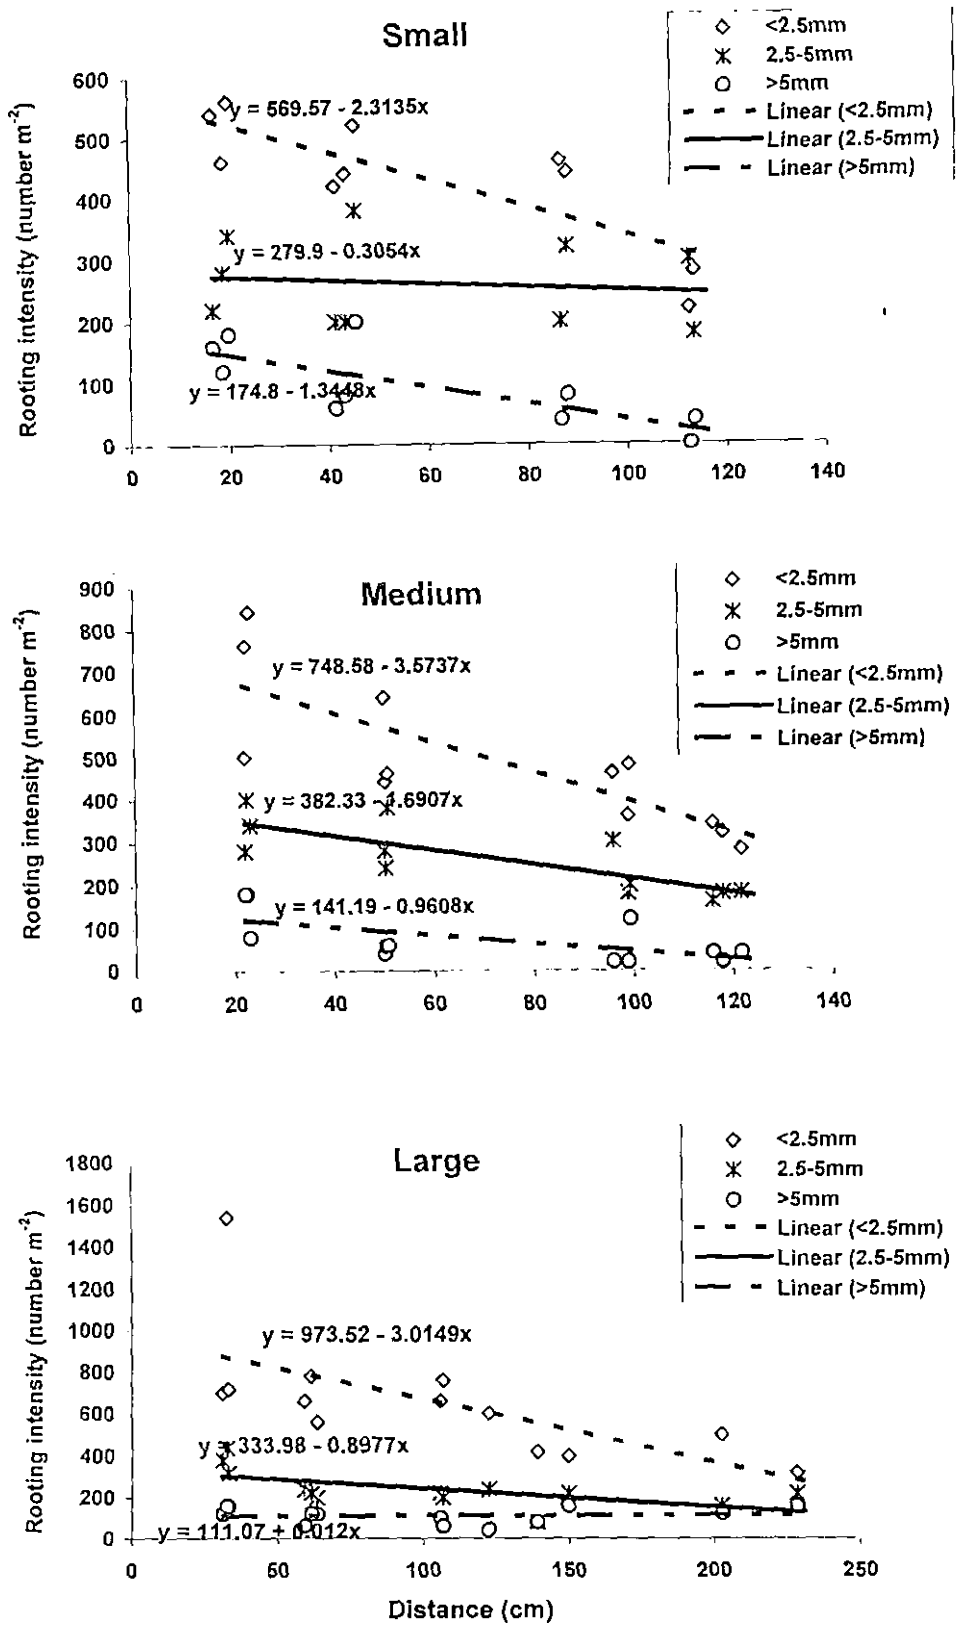 Small
<2.5mm
2.5-5mm
>5mm
Linear (<2.5mm)
Linear (2.5-5mm)
Linear (>5mm)
Rooting intensity (number m-2)
600
500
400
300
200
100
0
y = 569.57 - 2.3135x
y = 279.9 - 0.3054x
y = 174.8 - 1.3448x
0 20 40 60 80 100 120 140
Medium
<2.5mm
2.5-5mm
>5mm
Linear (<2.5mm)
Linear (2.5-5mm)
Linear (>5mm)
Rooting intensity (number m-2)
900
800
700
600
500
400
300
200
100
0
y = 748.58 - 3.5737x
y = 382.33 - 1.6907x
y = 141.19 - 0.9608x
0 20 40 60 80 100 120 140
Large
<2.5mm
2.5-5mm
>5mm
Linear (<2.5mm)
Linear (2.5-5mm)
Linear (>5mm)
Rooting intensity (number m-2)
1800
1600
1400
1200
1000
800
600
400
200
0
y = 973.52 - 3.0149x
y = 333.98 - 0.8977x
y = 111.07 + 0.012x
0 50 100 150 200 250
Distance (cm)